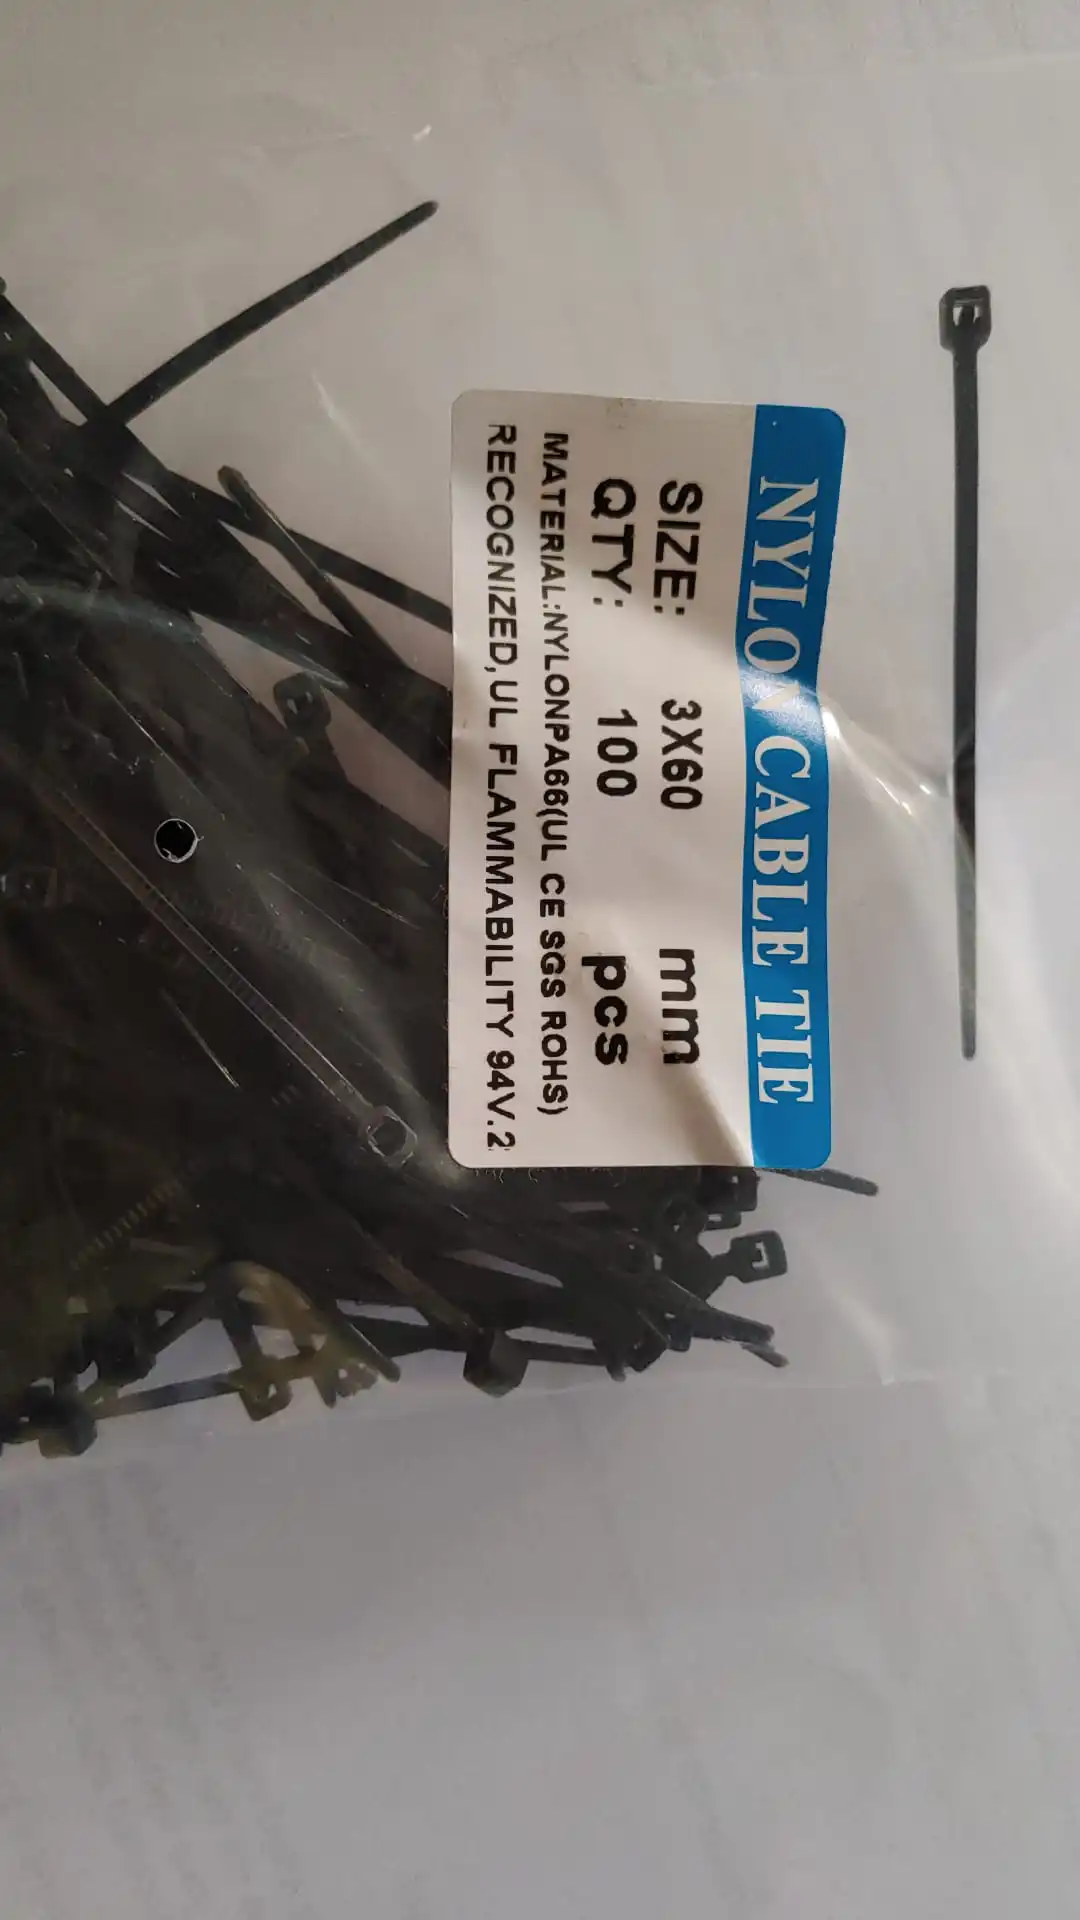 NYLON CABLE TIE
SIZE: 3X60 mm
QTY: 100 pcs
MATERIAL:NYLONPA66(UL CE SGS ROHS)
RECOGNIZED,UL FLAMMABILITY 94V.2